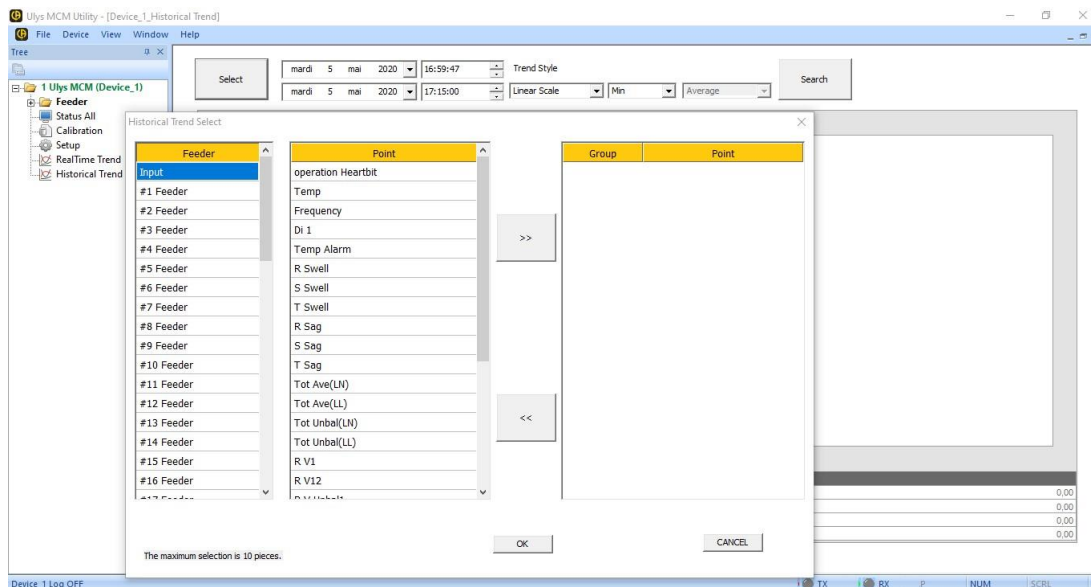 Ulys MCM Utility - [Device_1_Historical Trend]
File Device View Window Help
Tree
1 Ulys MCM (Device_1)
Feeder
Status All
Calibration
Setup
RealTime Trend
Historical Trend
Select
mardi 5 mai 2020 16:59:47 Trend Style
mardi 5 mai 2020 17:15:00 Linear Scale Min Average
Search
Historical Trend Select
Feeder
Input
#1 Feeder
#2 Feeder
#3 Feeder
#4 Feeder
#5 Feeder
#6 Feeder
#7 Feeder
#8 Feeder
#9 Feeder
#10 Feeder
#11 Feeder
#12 Feeder
#13 Feeder
#14 Feeder
#15 Feeder
#16 Feeder
Point
operation Heartbit
Temp
Frequency
Di 1
Temp Alarm
R Swell
S Swell
T Swell
R Sag
S Sag
T Sag
Tot Ave(LN)
Tot Ave(LL)
Tot Unbal(LN)
Tot Unbal(LL)
R V1
R V12
>>
<<
Group Point
0,00
0,00
0,00
0,00
The maximum selection is 10 pieces.
OK
CANCEL
Device_1 Log OFF TX RX P NUM SCRL